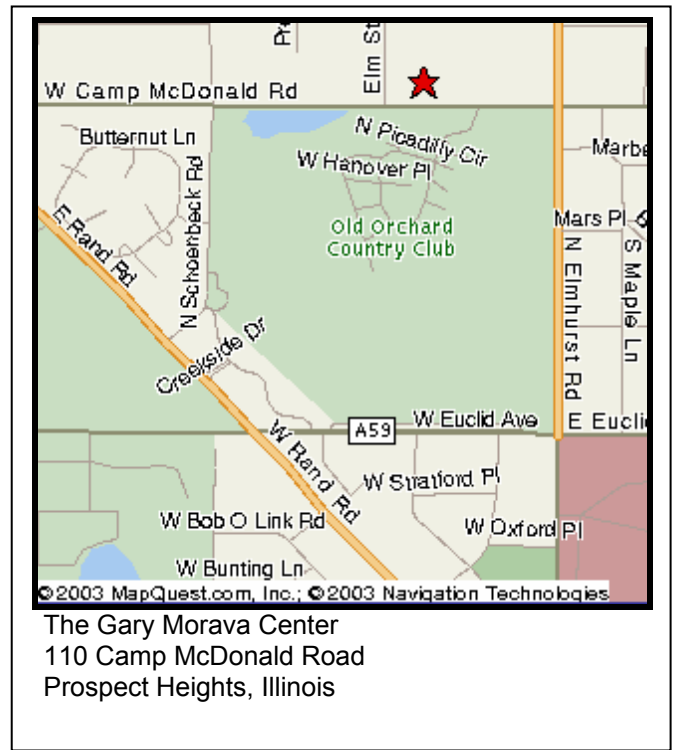 Elm St
W Camp McDonald Rd
Butternut Ln
N Picadilly Cir
W Hanover Pl
Marbe
N Schoenbeck Rd
E Rand Rd
Old Orchard
Country Club
Mars Pl
N Elmhurst Rd
S Maple Ln
Creekside Dr
A59
W Euclid Ave
E Eucli
W Rand Rd
W Stratford Pl
W Bob O Link Rd
W Oxford Pl
W Bunting Ln
©2003 MapQuest.com, Inc.; ©2003 Navigation Technologies
The Gary Morava Center
110 Camp McDonald Road
Prospect Heights, Illinois